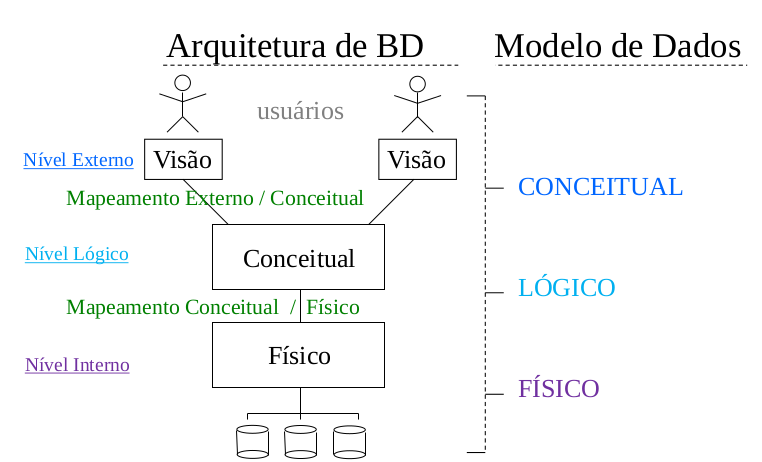 Arquitetura de BD
Modelo de Dados
usuários
Nível Externo
Visão
Visão
CONCEITUAL
Mapeamento Externo / Conceitual
Nível Lógico
Conceitual
LÓGICO
Mapeamento Conceitual / Físico
Nível Interno
Físico
FÍSICO